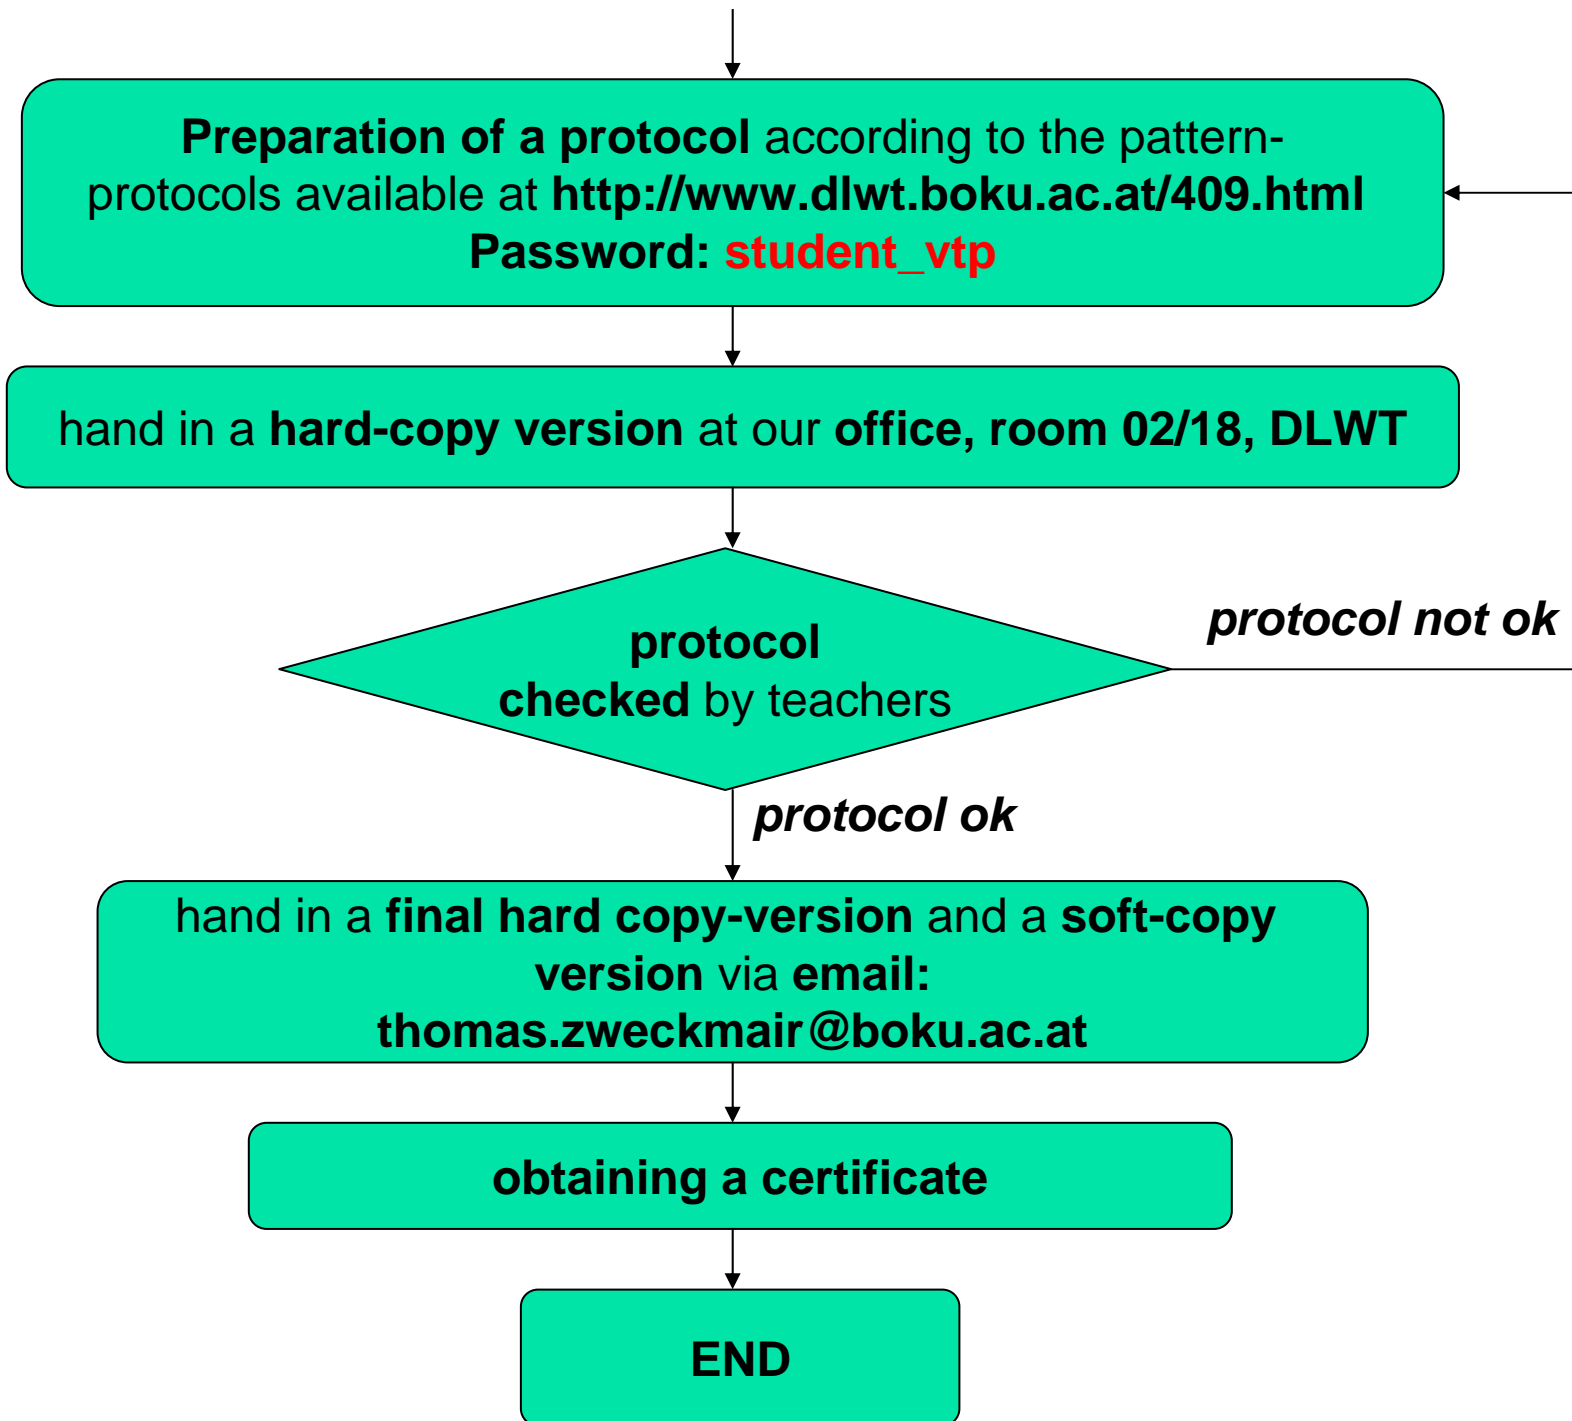 Preparation of a protocol according to the pattern-
protocols available at http://www.dlwt.boku.ac.at/409.html
Password: student_vtp
hand in a hard-copy version at our office, room 02/18, DLWT
protocol
checked by teachers
protocol not ok
protocol ok
hand in a final hard copy-version and a soft-copy
version via email:
thomas.zweckmair@boku.ac.at
obtaining a certificate
END